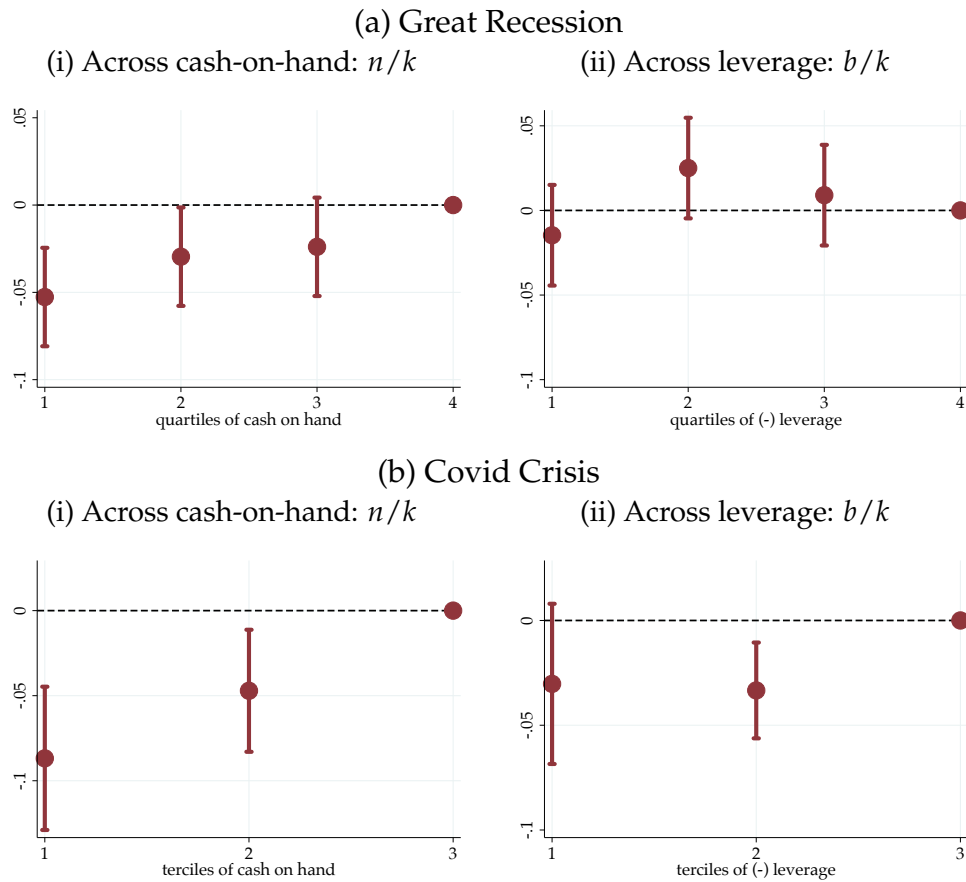 (a) Great Recession
(i) Across cash-on-hand: n/k
(ii) Across leverage: b/k
.05
0
-.05
-.1
1 2 3 4
quartiles of cash on hand
.05
0
-.05
-.1
1 2 3 4
quartiles of (-) leverage
(b) Covid Crisis
(i) Across cash-on-hand: n/k
(ii) Across leverage: b/k
0
-.05
-.1
1 2 3
terciles of cash on hand
0
-.05
-.1
1 2 3
terciles of (-) leverage